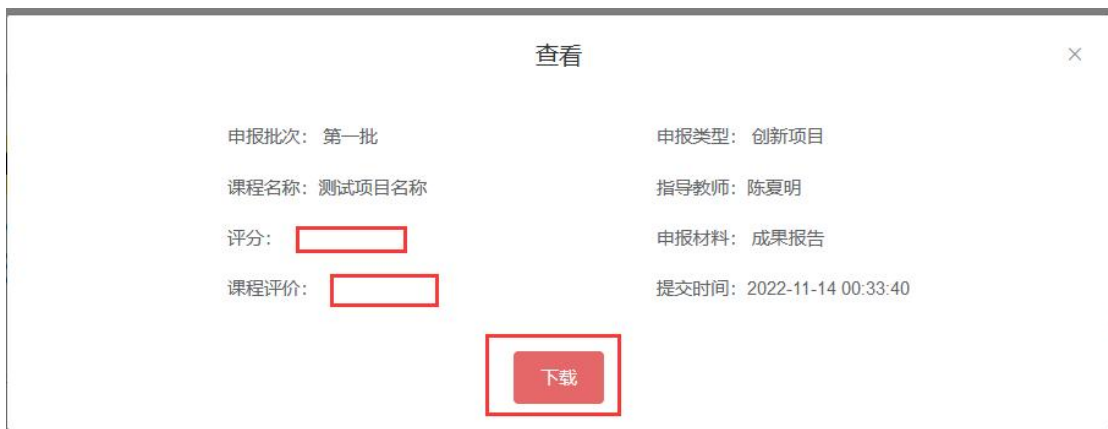 查看
申报批次： 第一批 申报类型： 创新项目
课程名称：测试项目名称 指导教师：陈夏明
评分： 申报材料： 成果报告
课程评价： 提交时间：2022-11-14 00:33:40
下载